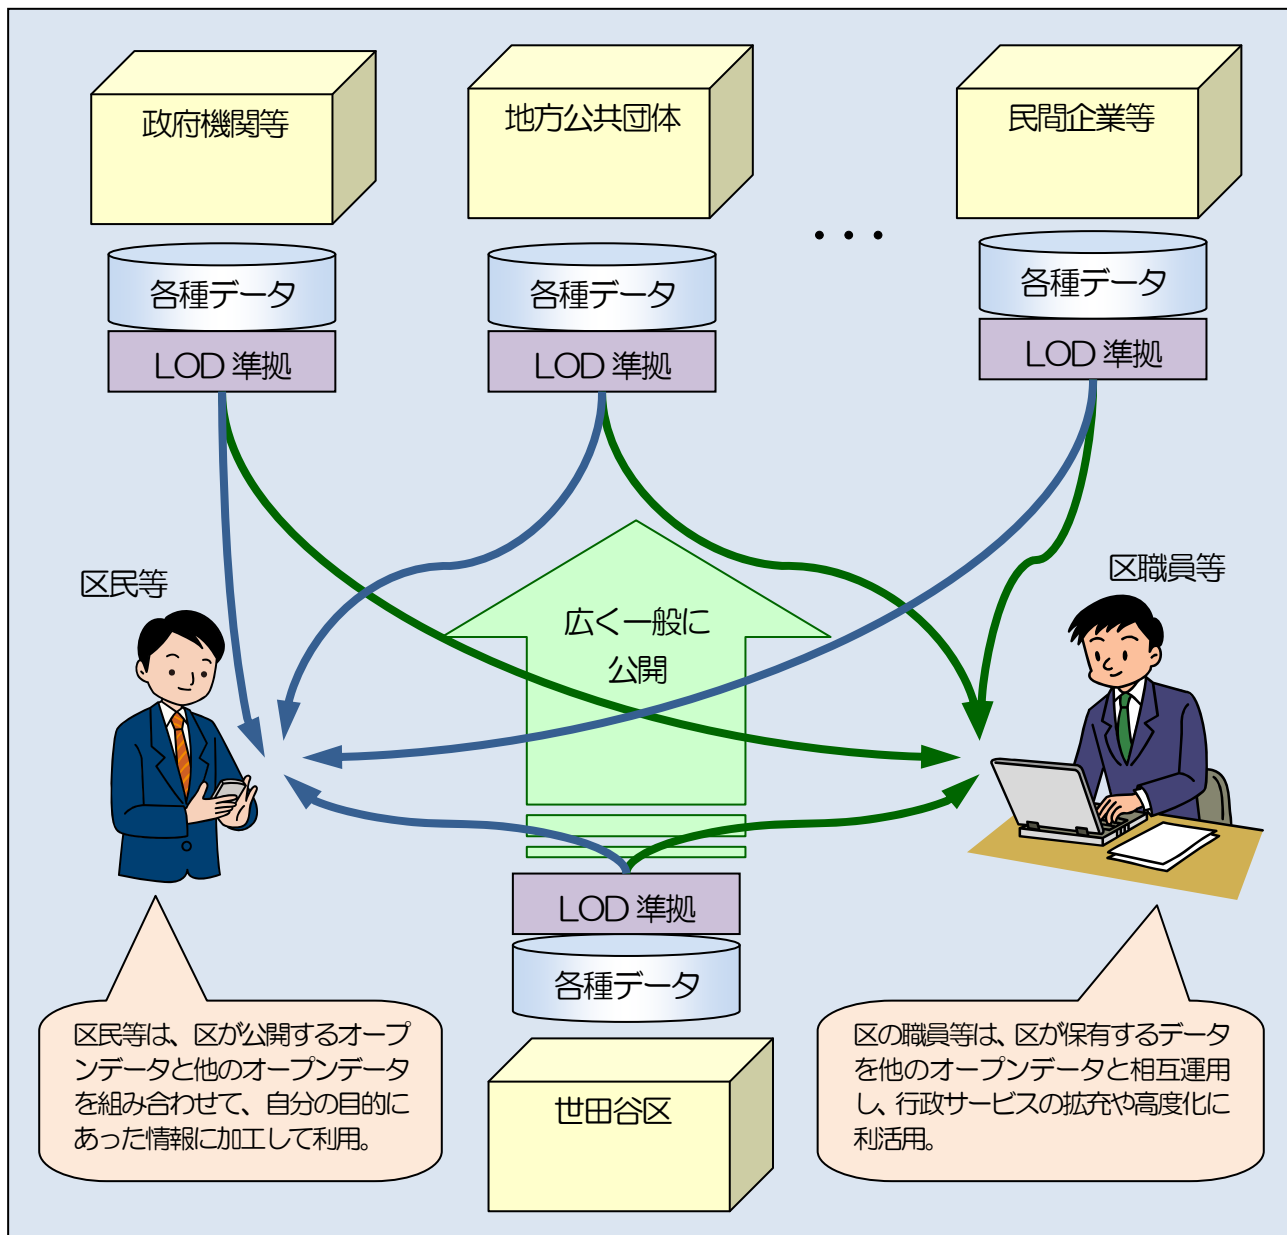 政府機関等
地方公共団体
民間企業等
・・・
各種データ
各種データ
各種データ
LOD 準拠
LOD 準拠
LOD 準拠
区民等
区職員等
広く一般に
公開
LOD 準拠
各種データ
世田谷区
区民等は、区が公開するオープ
ンデータと他のオープンデータ
を組み合わせて、自分の目的に
あった情報に加工して利用。
区の職員等は、区が保有するデータ
を他のオープンデータと相互運用
し、行政サービスの拡充や高度化に
利活用。